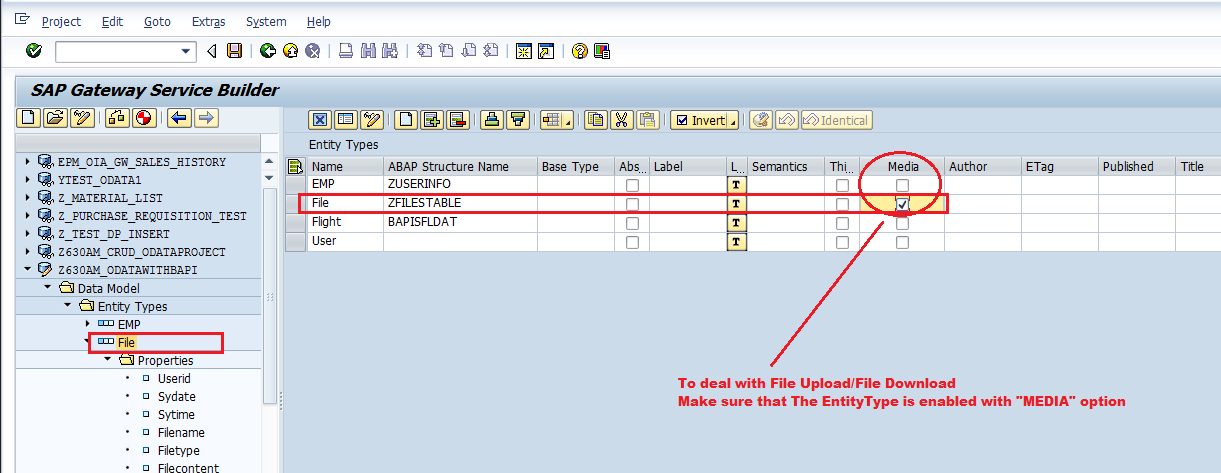 Project Edit Goto Extras System Help
SAP Gateway Service Builder
Invert
Identical
Entity Types
Name ABAP Structure Name Base Type Abs... Label L... Semantics Thi... Media Author ETag Published Title
EMP ZUSERINFO T
File ZFILESTABLE T
Flight BAPISFLDAT T
User T
EPM_OIA_GW_SALES_HISTORY
YTEST_ODATA1
Z_MATERIAL_LIST
Z_PURCHASE_REQUISITION_TEST
Z_TEST_DP_INSERT
Z630AM_CRUD_ODATAPROJECT
Z630AM_ODATAWITHBAPI
Data Model
Entity Types
EMP
File
Properties
Userid
Sydate
Sytime
Filename
Filetype
Filecontent
To deal with File Upload/File Download
Make sure that The EntityType is enabled with "MEDIA" option